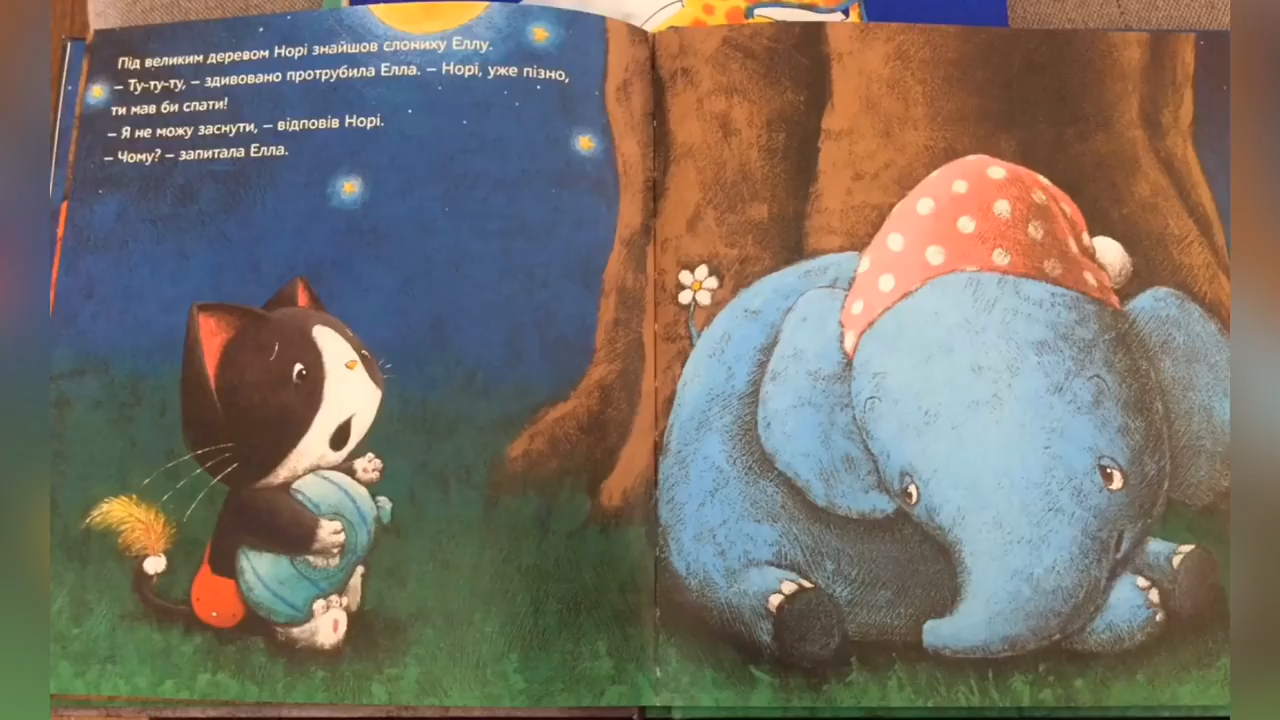 Під великим деревом Норі знайшов слониху Еллу.
– Ту-ту-ту, – здивовано протрубила Елла. – Норі, уже пізно,
ти мав би спати!
– Я не можу заснути, – відповів Норі.
– Чому? – запитала Елла.